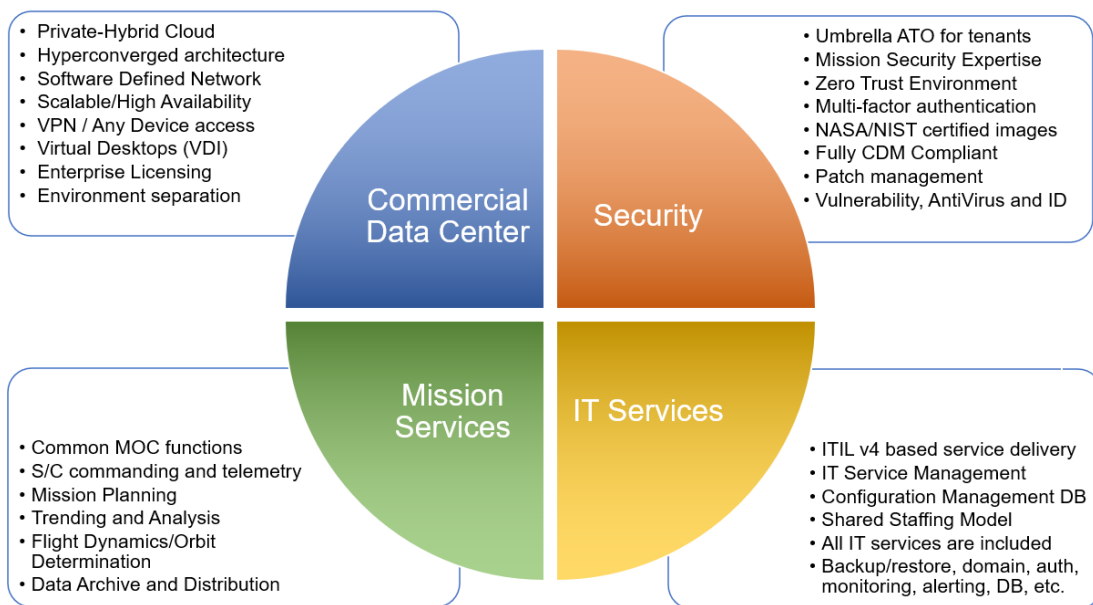 • Private-Hybrid Cloud
• Hyperconverged architecture
• Software Defined Network
• Scalable/High Availability
• VPN / Any Device access
• Virtual Desktops (VDI)
• Enterprise Licensing
• Environment separation
Commercial
Data Center
Security
• Umbrella ATO for tenants
• Mission Security Expertise
• Zero Trust Environment
• Multi-factor authentication
• NASA/NIST certified images
• Fully CDM Compliant
• Patch management
• Vulnerability, AntiVirus and ID
• Common MOC functions
• S/C commanding and telemetry
• Mission Planning
• Trending and Analysis
• Flight Dynamics/Orbit
Determination
• Data Archive and Distribution
Mission
Services
IT Services
• ITIL v4 based service delivery
• IT Service Management
• Configuration Management DB
• Shared Staffing Model
• All IT services are included
• Backup/restore, domain, auth,
monitoring, alerting, DB, etc.